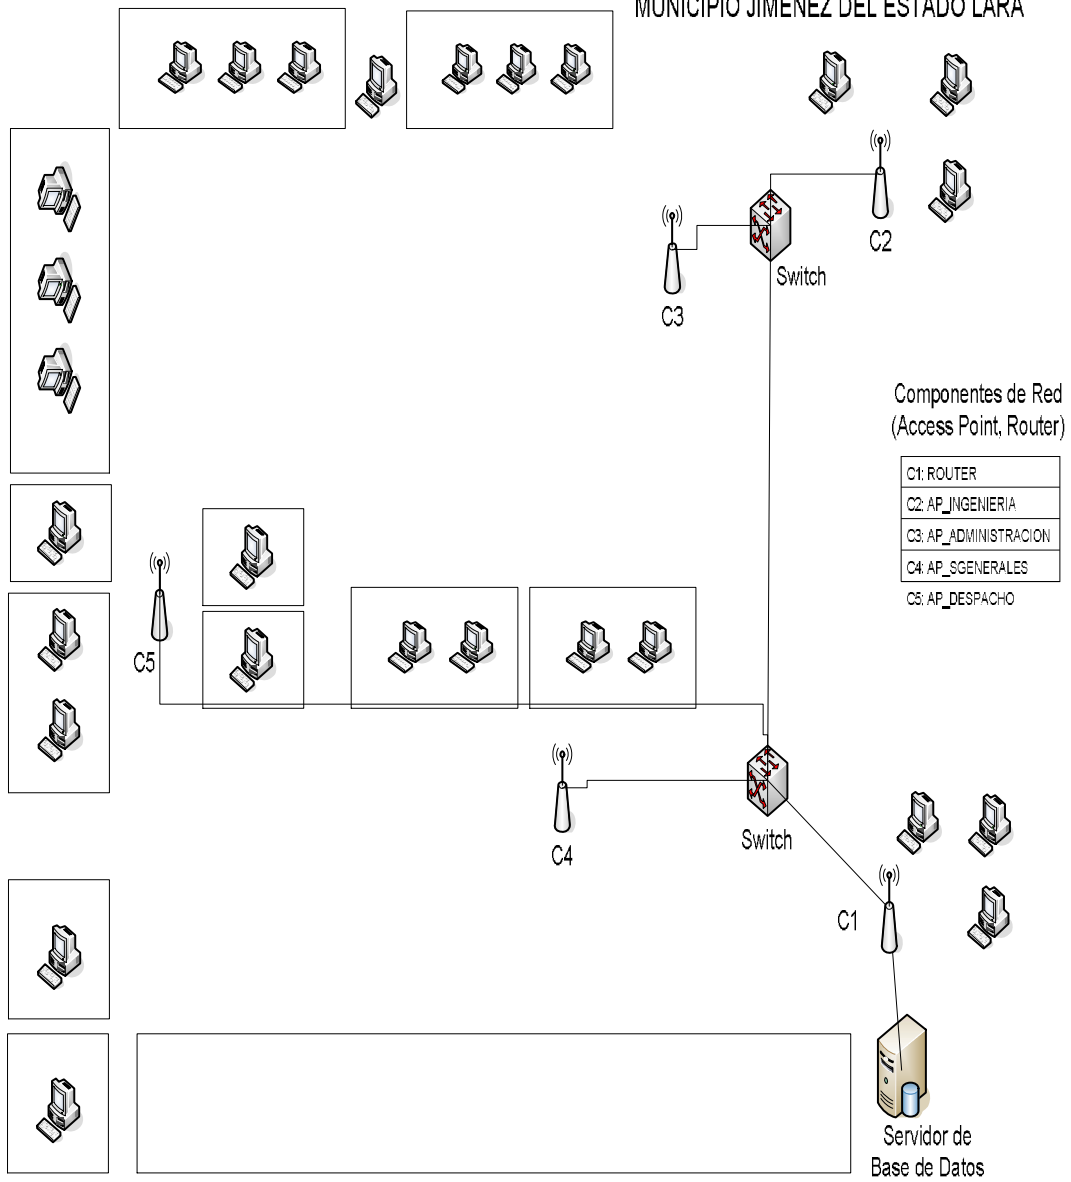 MUNICIPIO JIMENEZ DEL ESTADO LARA
C2
Switch
C3
Componentes de Red
(Access Point, Router)
C1: ROUTER
C2: AP_INGENIERIA
C3: AP_ADMINISTRACION
C4: AP_SGENERALES
C5: AP_DESPACHO
C5
Switch
C4
C1
Servidor de
Base de Datos